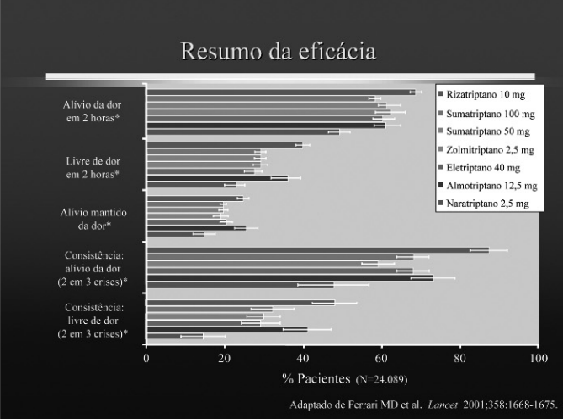 Resumo da eficácia
Alívio da dor
em 2 horas*
Livre de dor
em 2 horas*
Alívio mantido
da dor*
Consistência:
alívio da dor
(2 em 3 crises)*
Consistência:
livre de dor
(2 em 3 crises)*
Rizatriptano 10 mg
Sumatriptano 100 mg
Sumatriptano 50 mg
Zolmitriptano 2,5 mg
Eletriptano 40 mg
Almotriptano 12,5 mg
Naratriptano 2,5 mg
0 20 40 60 80 100
% Pacientes (N=24.089)
Adaptado de Ferrari MD et al. Lancet 2001;358:1668-1675.